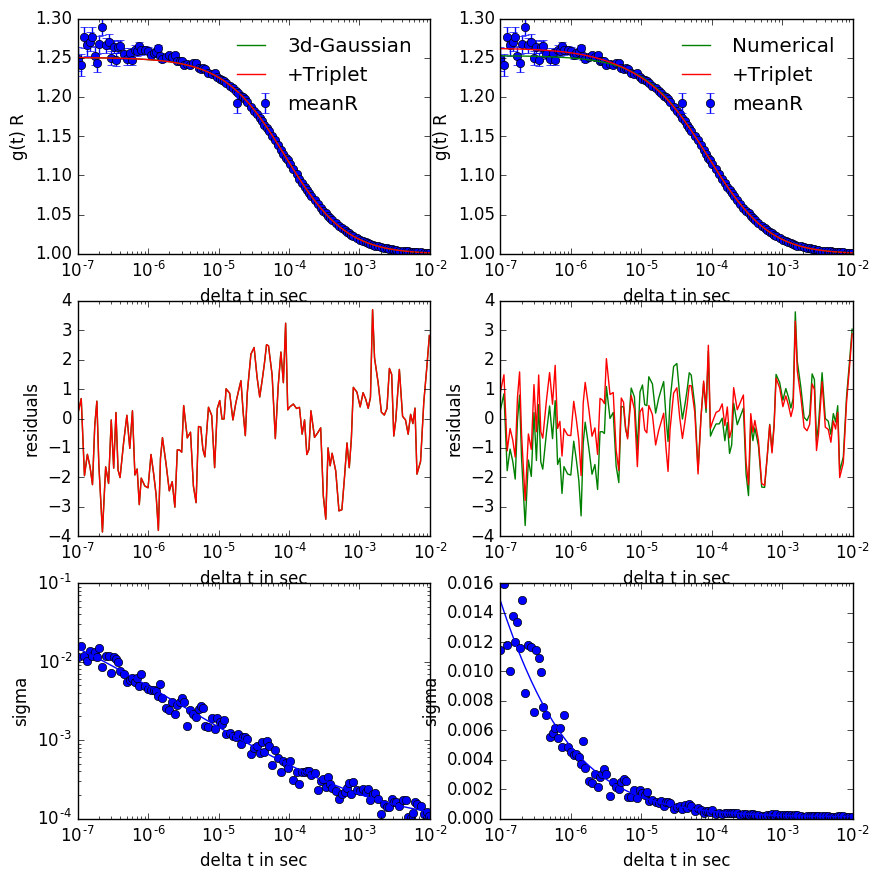 1.30
1.25
1.20
1.15
1.10
1.05
1.00
g(t) R
3d-Gaussian
+Triplet
meanR
10⁻⁷ 10⁻⁶ 10⁻⁵ 10⁻⁴ 10⁻³ 10⁻²
delta t in sec
1.30
1.25
1.20
1.15
1.10
1.05
1.00
g(t) R
Numerical
+Triplet
meanR
10⁻⁷ 10⁻⁶ 10⁻⁵ 10⁻⁴ 10⁻³ 10⁻²
delta t in sec
4
3
2
1
0
−1
−2
−3
−4
residuals
10⁻⁷ 10⁻⁶ 10⁻⁵ 10⁻⁴ 10⁻³ 10⁻²
delta t in sec
4
3
2
1
0
−1
−2
−3
−4
residuals
10⁻⁷ 10⁻⁶ 10⁻⁵ 10⁻⁴ 10⁻³ 10⁻²
delta t in sec
10⁻¹
10⁻²
10⁻³
10⁻⁴
sigma
10⁻⁷ 10⁻⁶ 10⁻⁵ 10⁻⁴ 10⁻³ 10⁻²
delta t in sec
0.016
0.014
0.012
0.010
0.008
0.006
0.004
0.002
0.000
sigma
10⁻⁷ 10⁻⁶ 10⁻⁵ 10⁻⁴ 10⁻³ 10⁻²
delta t in sec